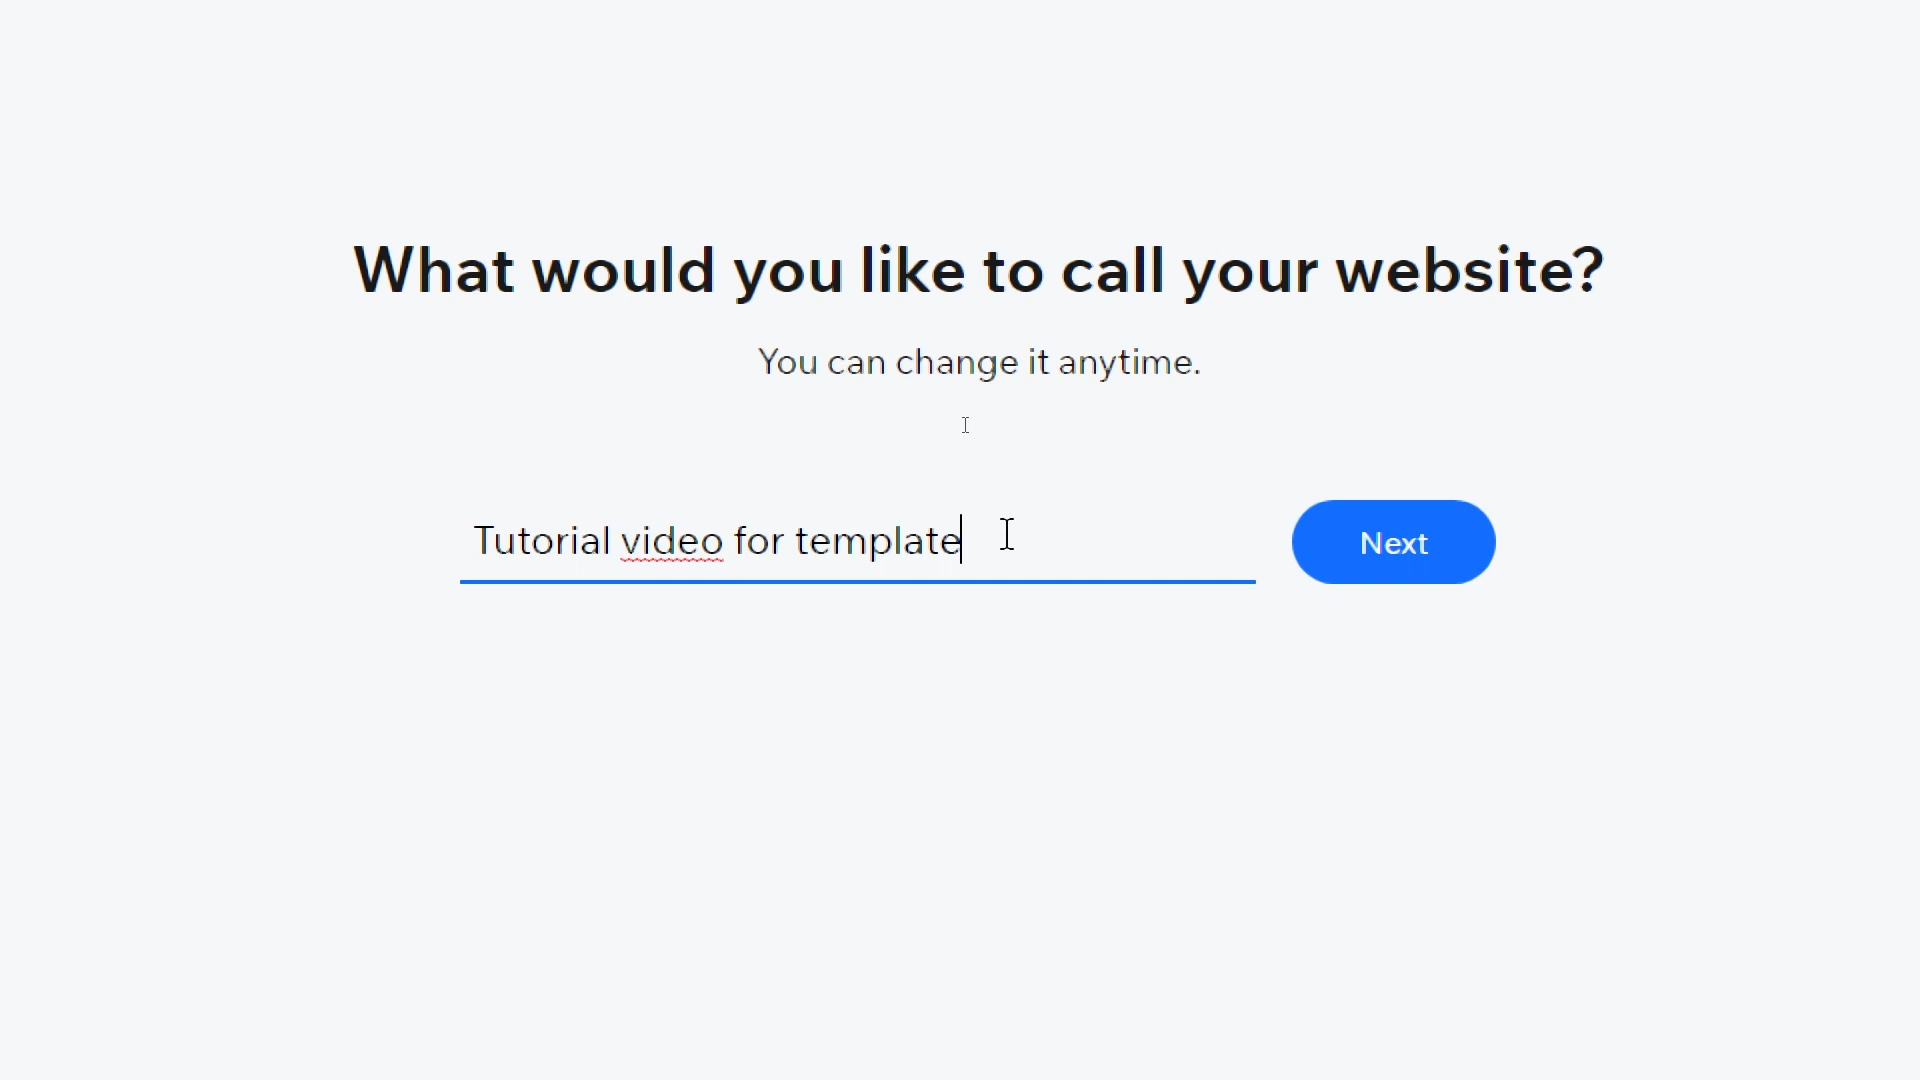 What would you like to call your website?
You can change it anytime.
Tutorial video for template
Next